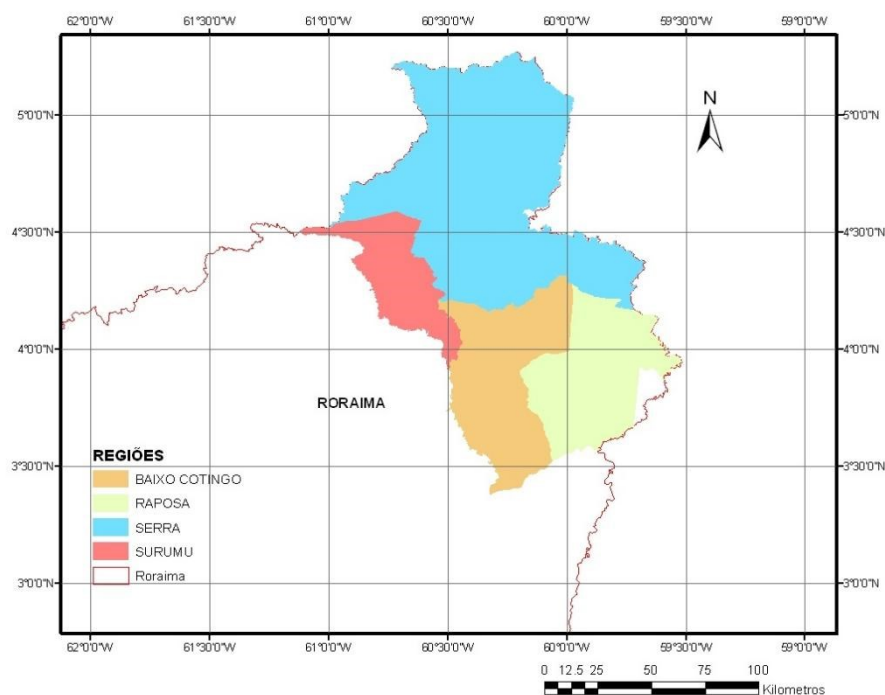 62°0'0"W 61°30'0"W 61°0'0"W 60°30'0"W 60°0'0"W 59°30'0"W 59°0'0"W
N
5°0'0"N 5°0'0"N
4°30'0"N 4°30'0"N
4°0'0"N 4°0'0"N
RORAIMA
REGIÕES
BAIXO COTINGO
3°30'0"N 3°30'0"N
RAPOSA
SERRA
SURUMU
Roraima
3°0'0"N 3°0'0"N
62°0'0"W 61°30'0"W 61°0'0"W 60°30'0"W 60°0'0"W 59°30'0"W 59°0'0"W
0 12.5 25 50 75 100
Kilometros